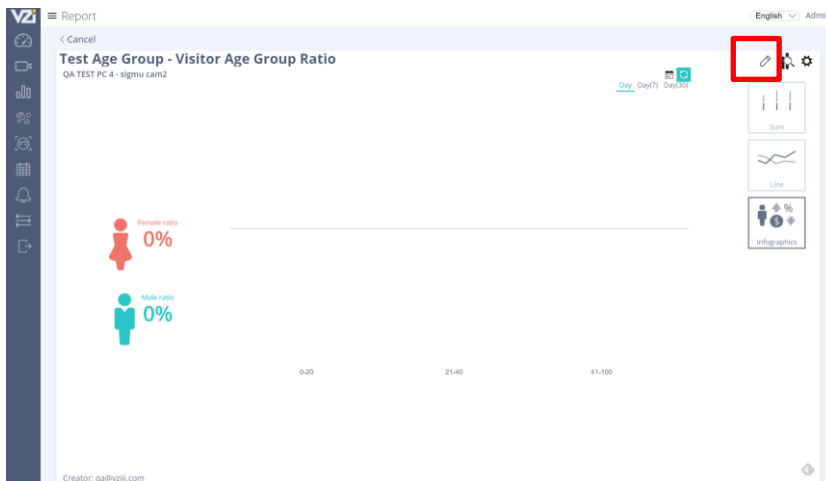 VZi
Report
English
Admi
Cancel
Test Age Group - Visitor Age Group Ratio
QA TEST PC 4 - sigmu cam2
Day Day(7) Day(30)
Sum
Line
%
$
Infographics
Female ratio
0%
Male ratio
0%
0-20 21-40 41-100
Creator: qa@vziii.com